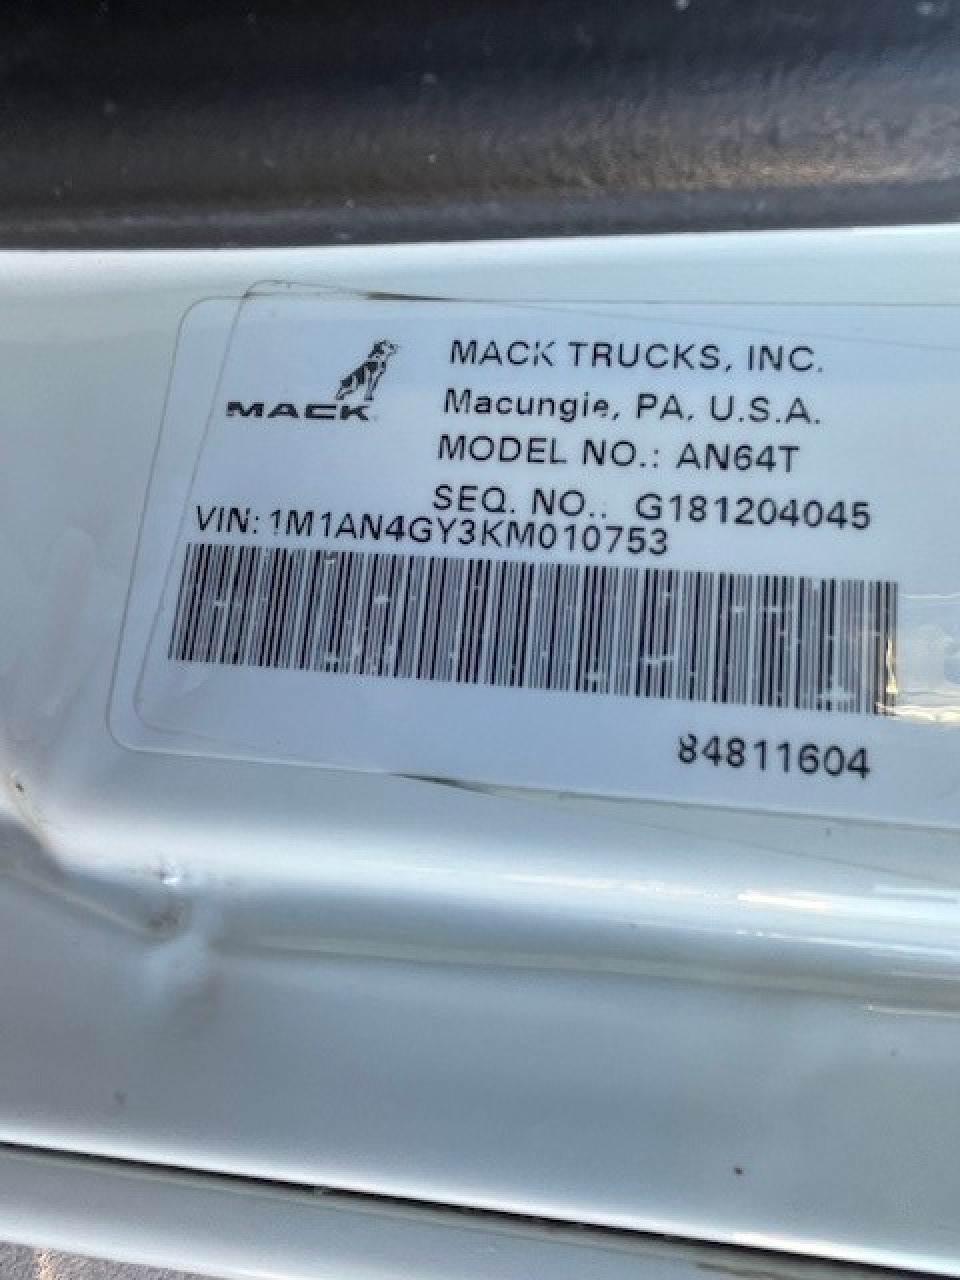 MACK
MACK TRUCKS, INC.
Macungie, PA, U.S.A.
MODEL NO.: AN64T
SEQ. NO.: G181204045
VIN: 1M1AN4GY3KM010753
84811604